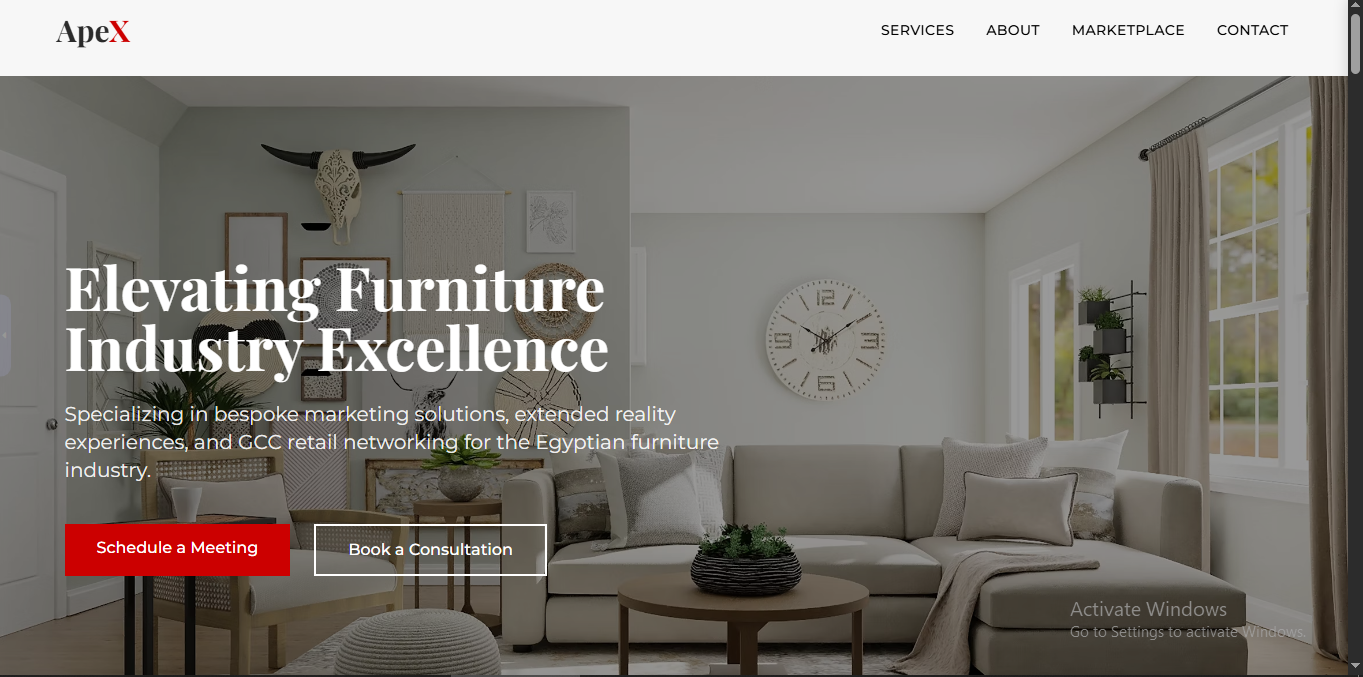 ApeX
SERVICES ABOUT MARKETPLACE CONTACT
Elevating Furniture
Industry Excellence
Specializing in bespoke marketing solutions, extended reality
experiences, and GCC retail networking for the Egyptian furniture
industry.
Schedule a Meeting
Book a Consultation
Activate Windows
Go to Settings to activate Windows.